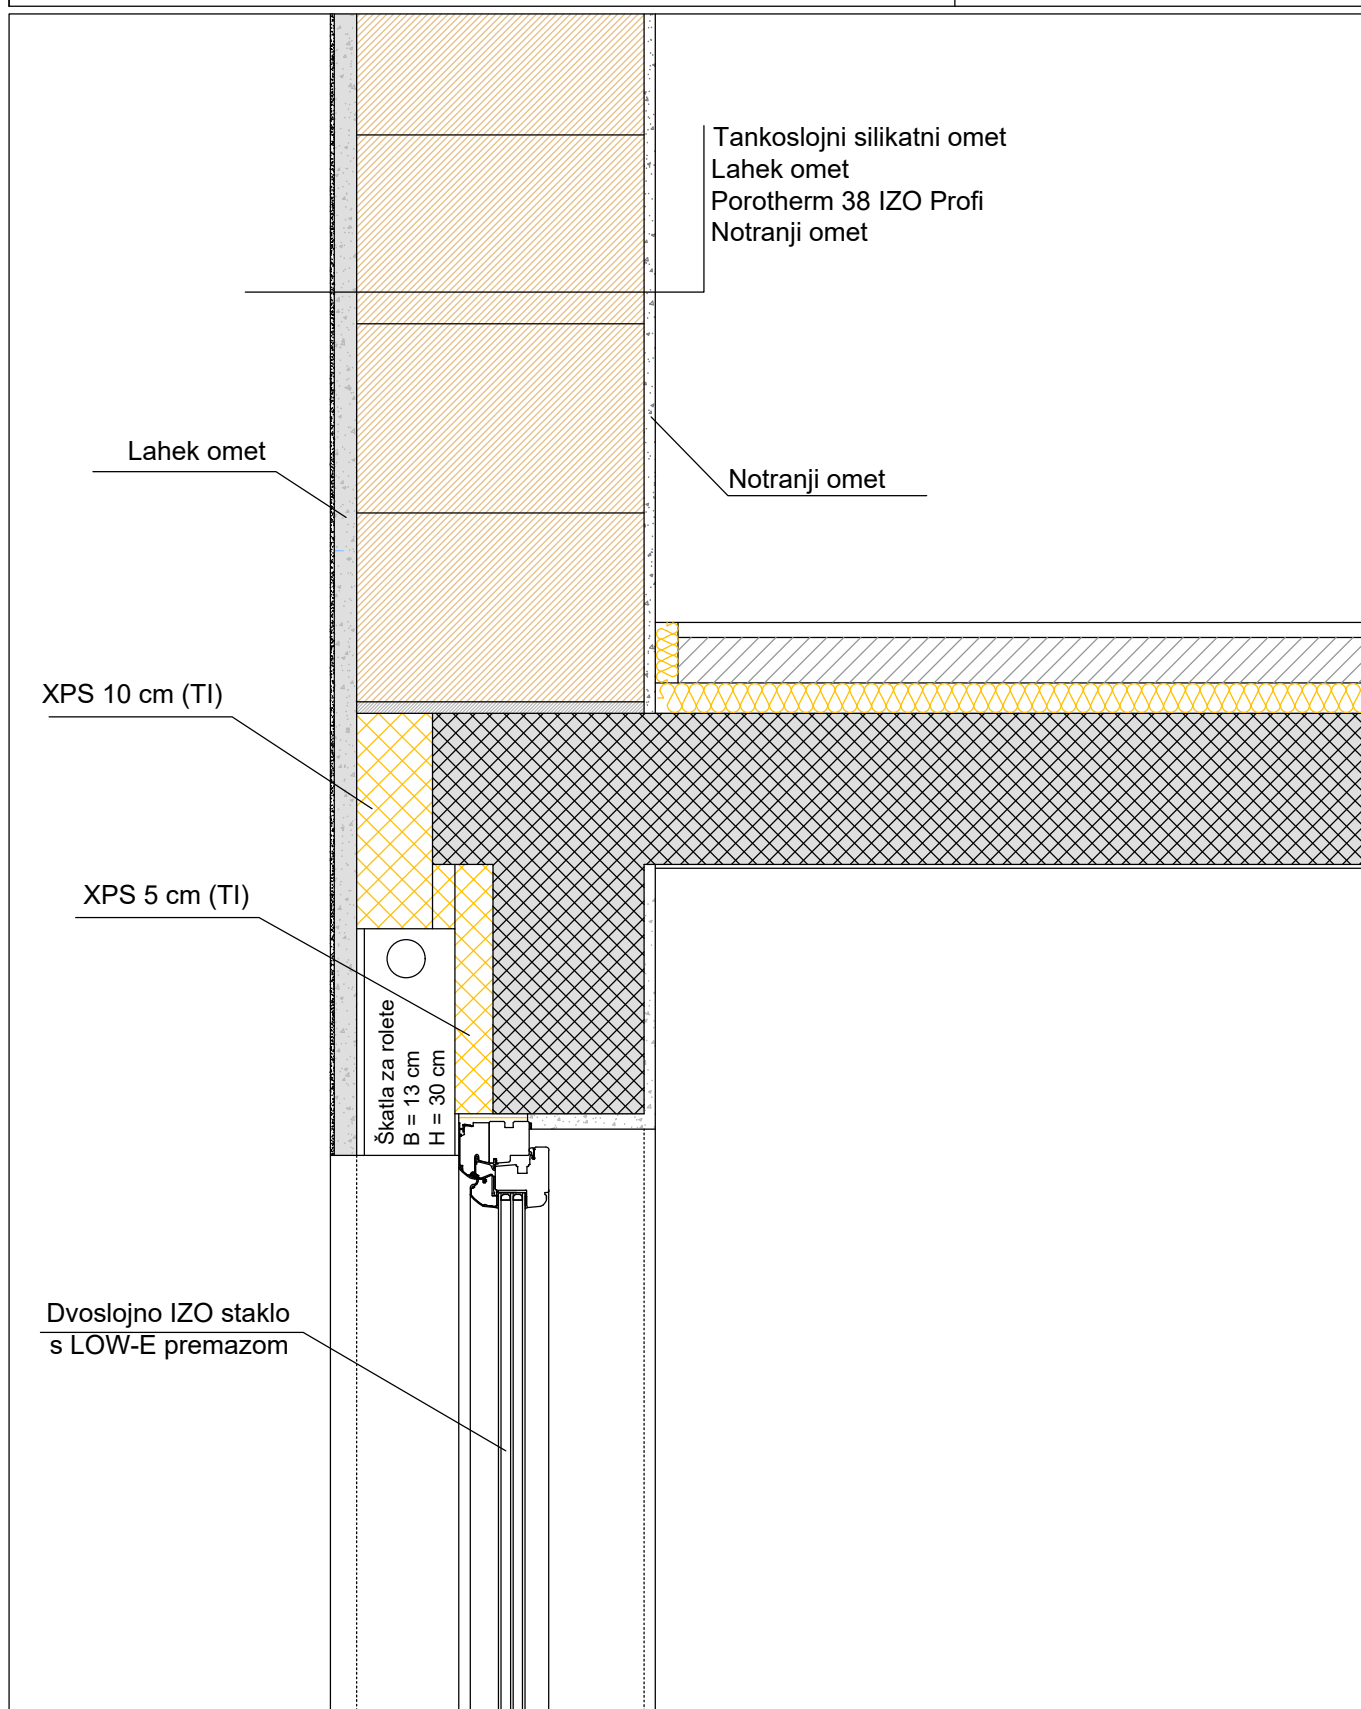 Tankoslojni silikatni omet
Lahek omet
Porotherm 38 IZO Profi
Notranji omet
Lahek omet
Notranji omet
XPS 10 cm (TI)
XPS 5 cm (TI)
Škatla za rolete
B = 13 cm
H = 30 cm
Dvoslojno IZO staklo
s LOW-E premazom